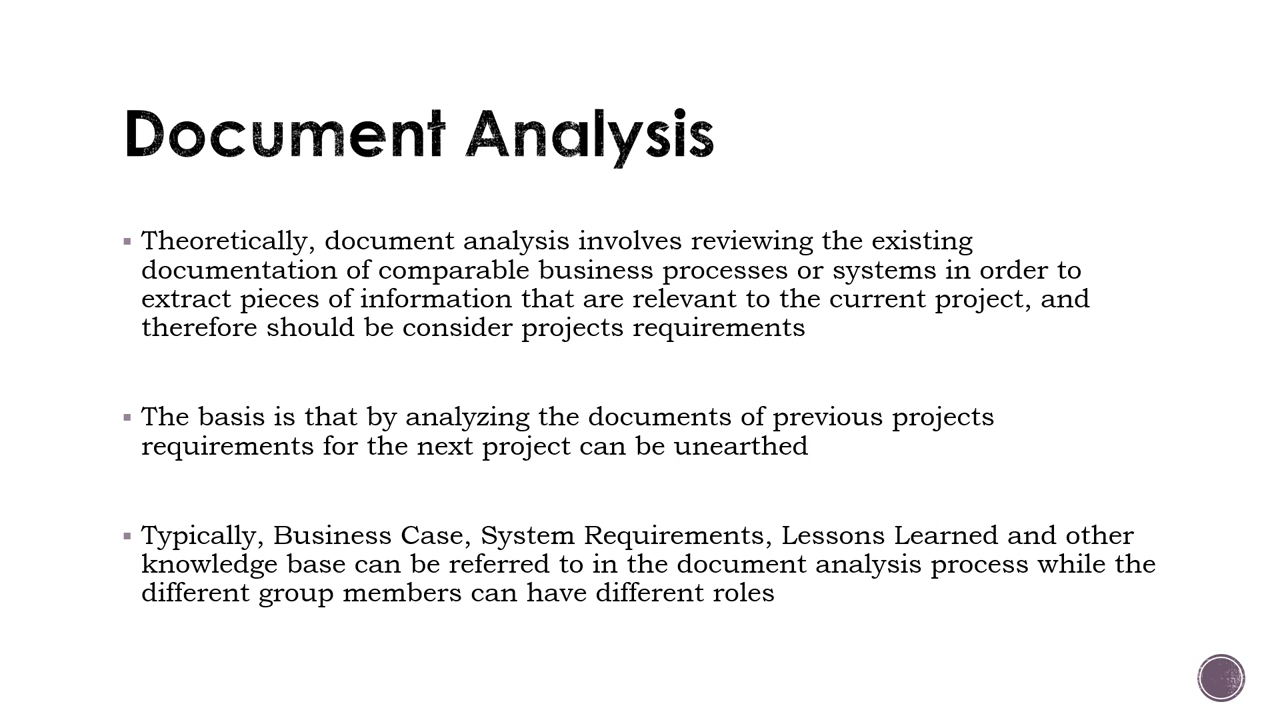 Document Analysis
Theoretically, document analysis involves reviewing the existing
documentation of comparable business processes or systems in order to
extract pieces of information that are relevant to the current project, and
therefore should be consider projects requirements
The basis is that by analyzing the documents of previous projects
requirements for the next project can be unearthed
Typically, Business Case, System Requirements, Lessons Learned and other
knowledge base can be referred to in the document analysis process while the
different group members can have different roles